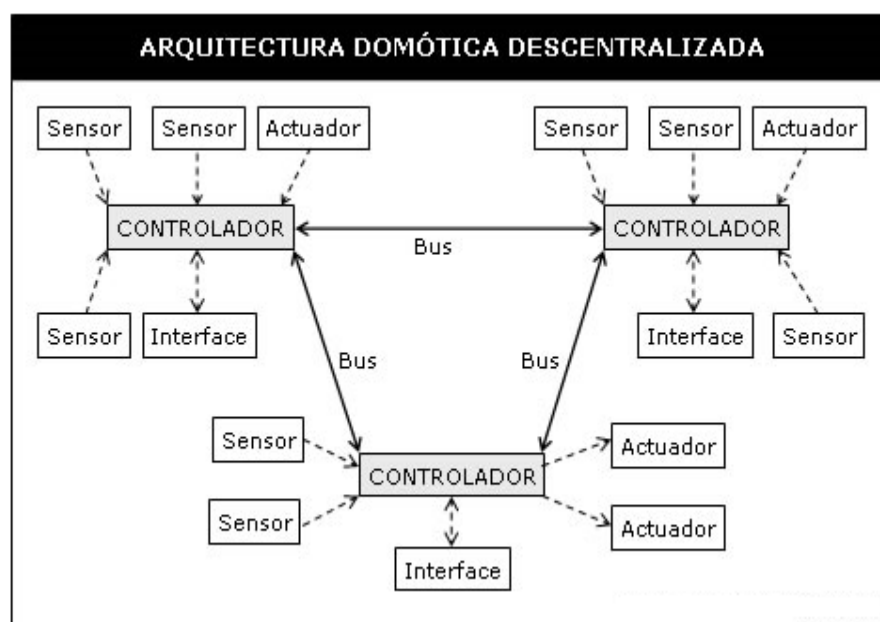 ARQUITECTURA DOMÓTICA DESCENTRALIZADA
Sensor
Sensor
Actuador
Sensor
Sensor
Actuador
CONTROLADOR
CONTROLADOR
Bus
Sensor
Interface
Interface
Sensor
Bus
Bus
Sensor
Actuador
CONTROLADOR
Sensor
Actuador
Interface